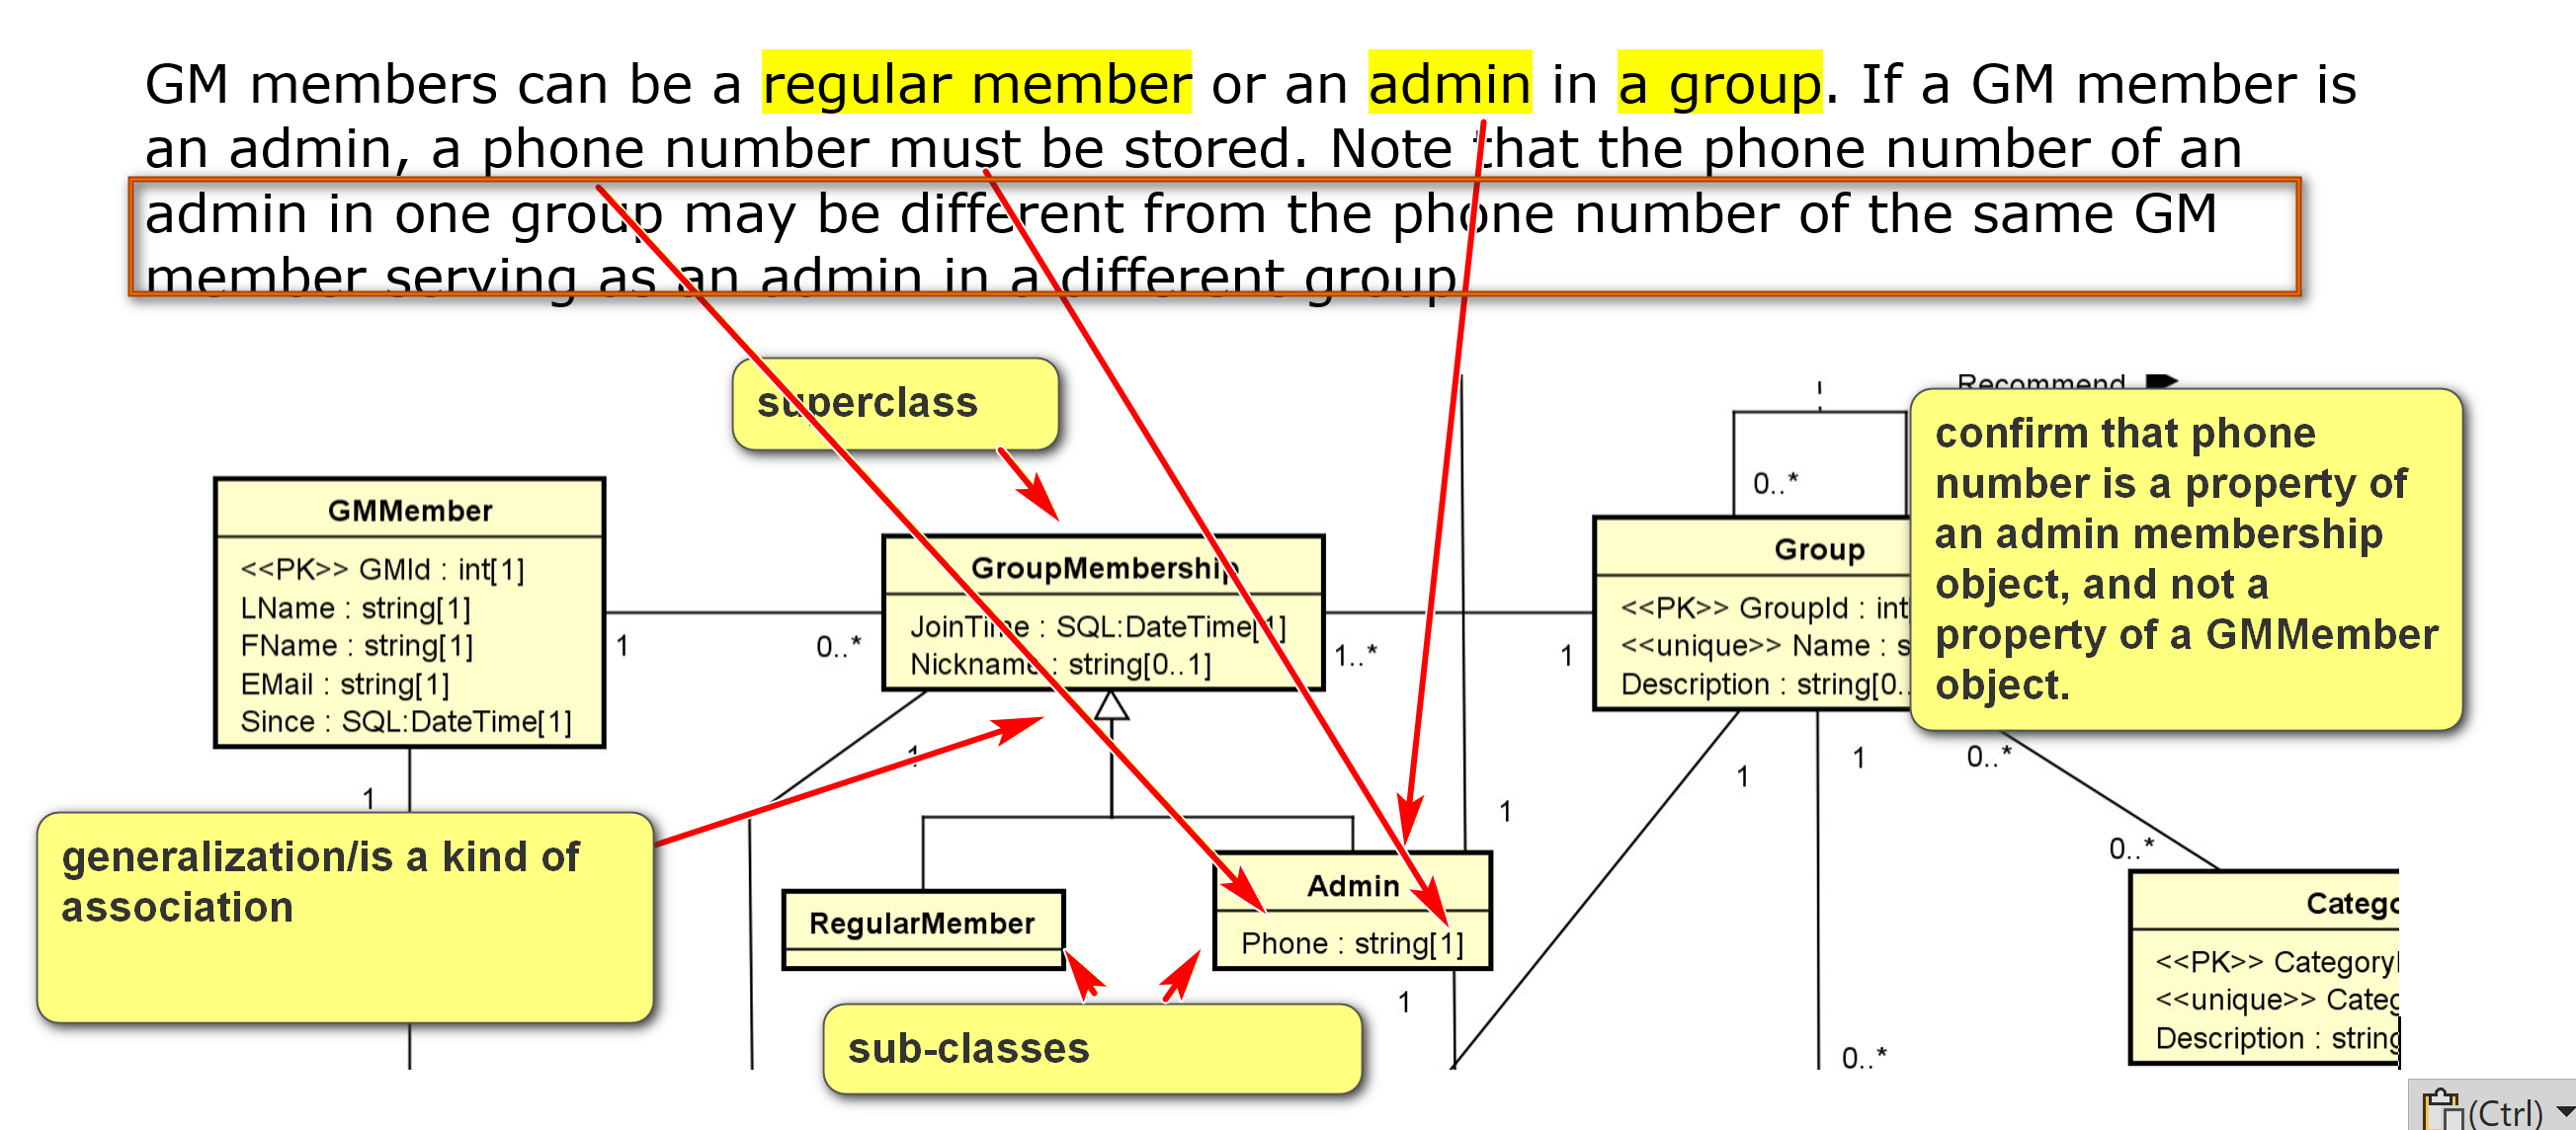 GM members can be a regular member or an admin in a group. If a GM member is
an admin, a phone number must be stored. Note that the phone number of an
admin in one group may be different from the phone number of the same GM
member serving as an admin in a different group
superclass
Recommend
confirm that phone
number is a property of
an admin membership
object, and not a
property of a GMMember
object.
0..*
GMMember
<<PK>> GMId : int[1]
LName : string[1]
FName : string[1]
EMail : string[1]
Since : SQL:DateTime[1]
1
0..*
GroupMembership
JoinTime : SQL:DateTime[1]
Nickname : string[0..1]
1..*
1
Group
<<PK>> GroupId : int
<<unique>> Name : s
Description : string[0..
1
1
1
1
1
0..*
0..*
generalization/is a kind of
association
RegularMember
Admin
Phone : string[1]
sub-classes
1
0..*
Catego
<<PK>> Category
<<unique>> Categ
Description : string
(Ctrl)